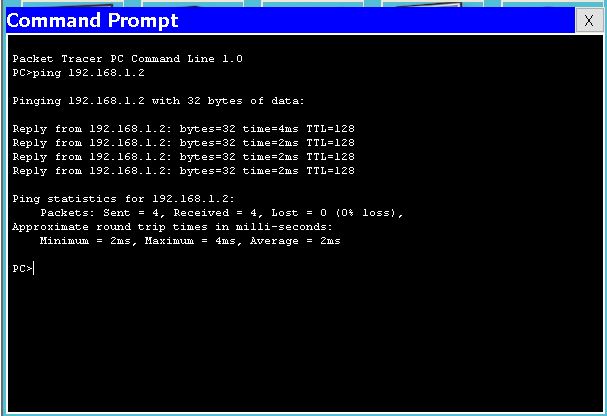 Command Prompt
X
Packet Tracer PC Command Line 1.0
PC>ping 192.168.1.2
Pinging 192.168.1.2 with 32 bytes of data:
Reply from 192.168.1.2: bytes=32 time=4ms TTL=128
Reply from 192.168.1.2: bytes=32 time=2ms TTL=128
Reply from 192.168.1.2: bytes=32 time=2ms TTL=128
Reply from 192.168.1.2: bytes=32 time=2ms TTL=128
Ping statistics for 192.168.1.2:
    Packets: Sent = 4, Received = 4, Lost = 0 (0% loss),
Approximate round trip times in milli-seconds:
    Minimum = 2ms, Maximum = 4ms, Average = 2ms
PC>